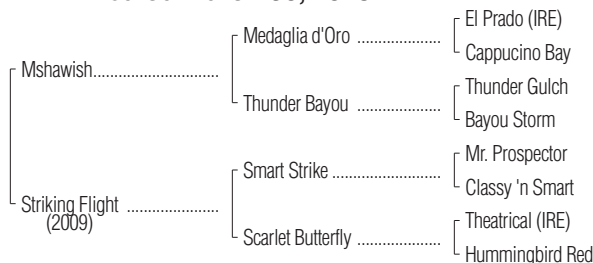 El Prado (IRE)
Medaglia d'Oro ....................
Cappucino Bay
Mshawish..............................
Thunder Gulch
Thunder Bayou ....................
Bayou Storm
Mr. Prospector
Smart Strike ..........................
Classy 'n Smart
Striking Flight ......................
(2009)
Theatrical (IRE)
Scarlet Butterfly ....................
Hummingbird Red